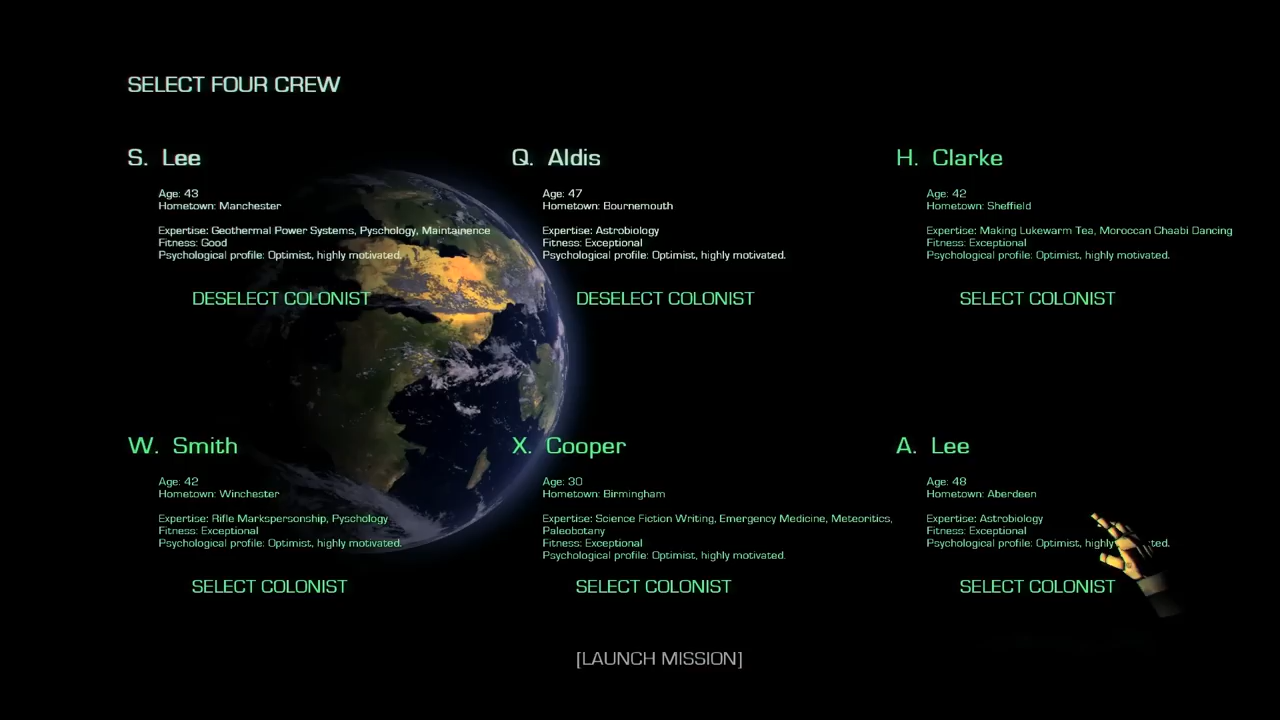 SELECT FOUR CREW
S. Lee
Age: 43
Hometown: Manchester
Expertise: Geothermal Power Systems, Pyschology, Maintainence
Fitness: Good
Psychological profile: Optimist, highly motivated.
DESELECT COLONIST
Q. Aldis
Age: 47
Hometown: Bournemouth
Expertise: Astrobiology
Fitness: Exceptional
Psychological profile: Optimist, highly motivated.
DESELECT COLONIST
H. Clarke
Age: 42
Hometown: Sheffield
Expertise: Making Lukewarm Tea, Moroccan Chaabi Dancing
Fitness: Exceptional
Psychological profile: Optimist, highly motivated.
SELECT COLONIST
W. Smith
Age: 42
Hometown: Winchester
Expertise: Rifle Markspersonship, Pyschology
Fitness: Exceptional
Psychological profile: Optimist, highly motivated.
SELECT COLONIST
X. Cooper
Age: 30
Hometown: Birmingham
Expertise: Science Fiction Writing, Emergency Medicine, Meteoritics,
Paleobotany
Fitness: Exceptional
Psychological profile: Optimist, highly motivated.
SELECT COLONIST
A. Lee
Age: 48
Hometown: Aberdeen
Expertise: Astrobiology
Fitness: Exceptional
Psychological profile: Optimist, highly
SELECT COLONIST
[LAUNCH MISSION]